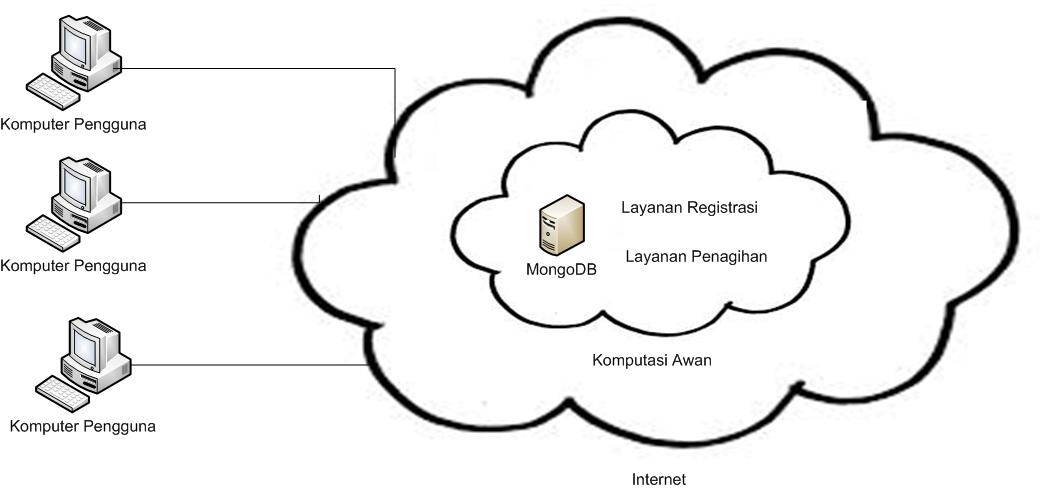 Komputer Pengguna
Komputer Pengguna
Komputer Pengguna
Layanan Registrasi
Layanan Penagihan
MongoDB
Komputasi Awan
Internet